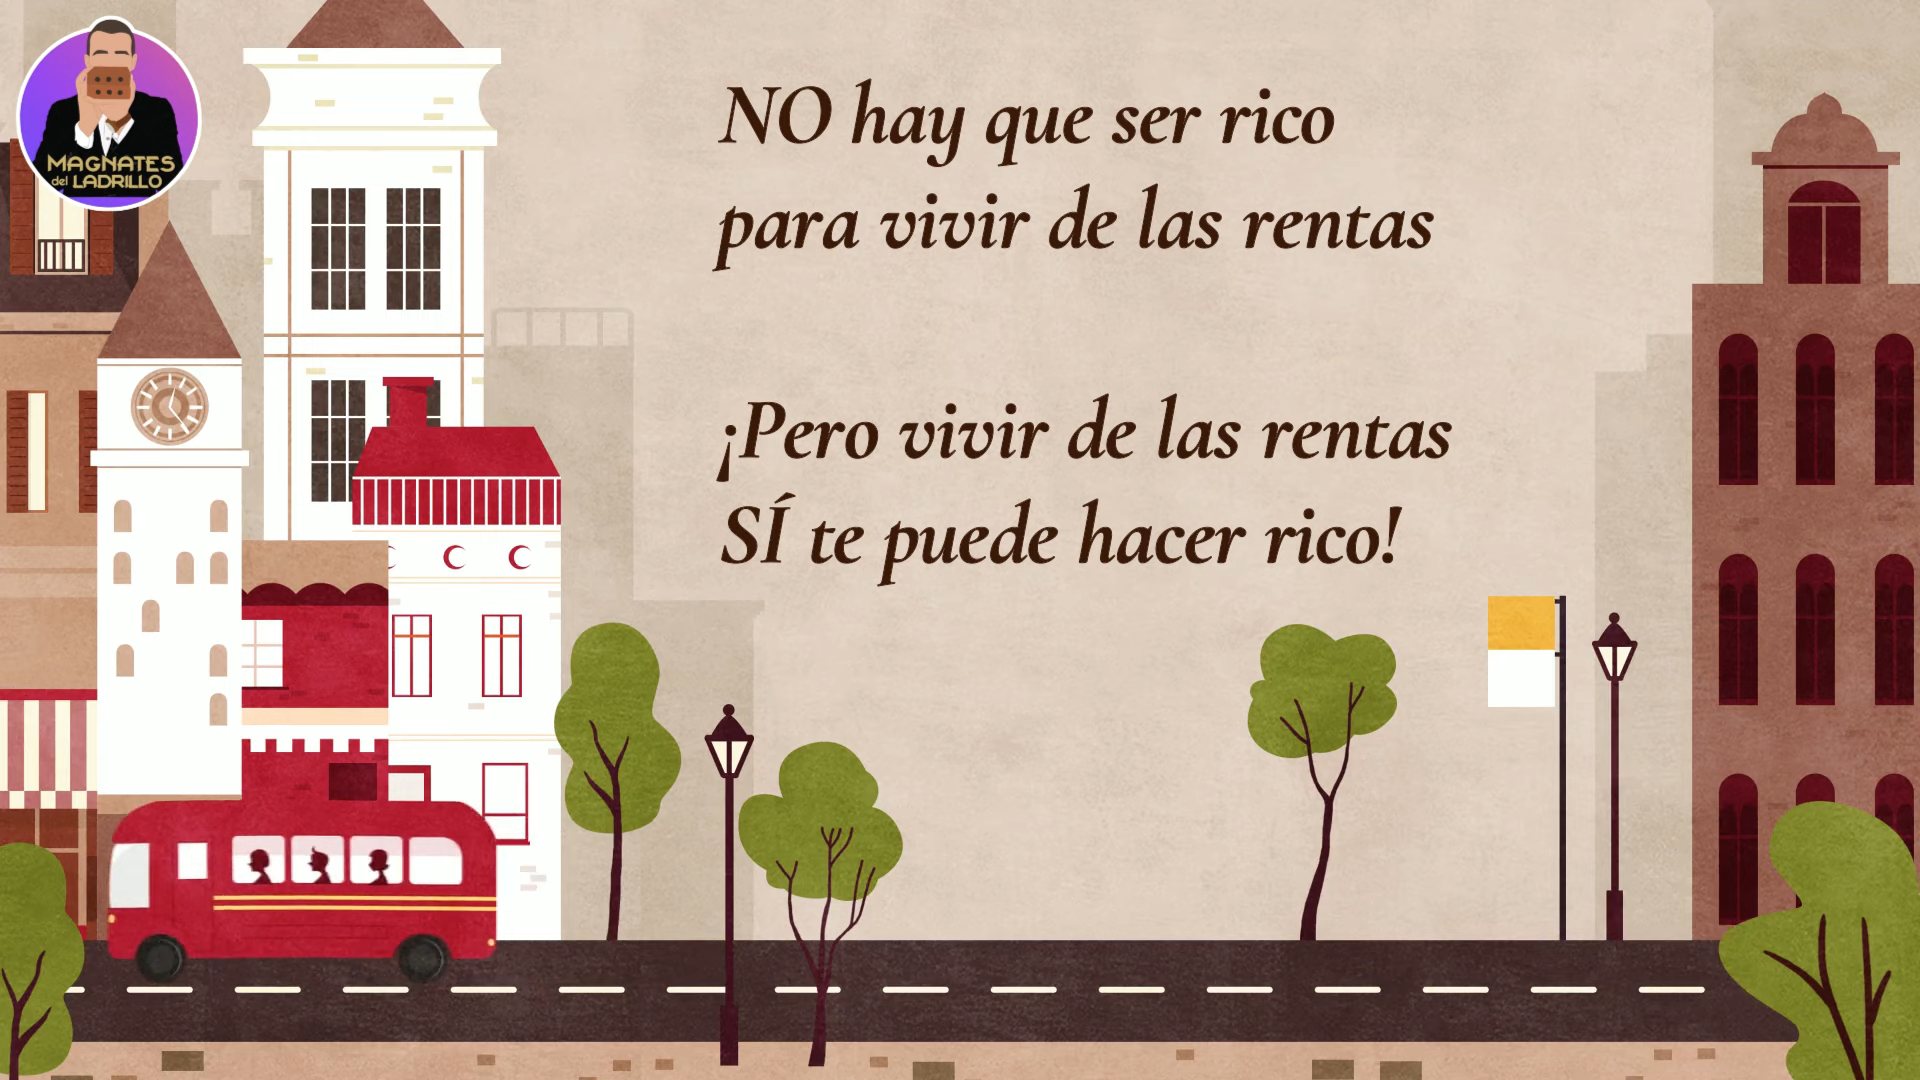 MAGNATES
del LADRILLO
NO hay que ser rico
para vivir de las rentas
¡Pero vivir de las rentas
SÍ te puede hacer rico!